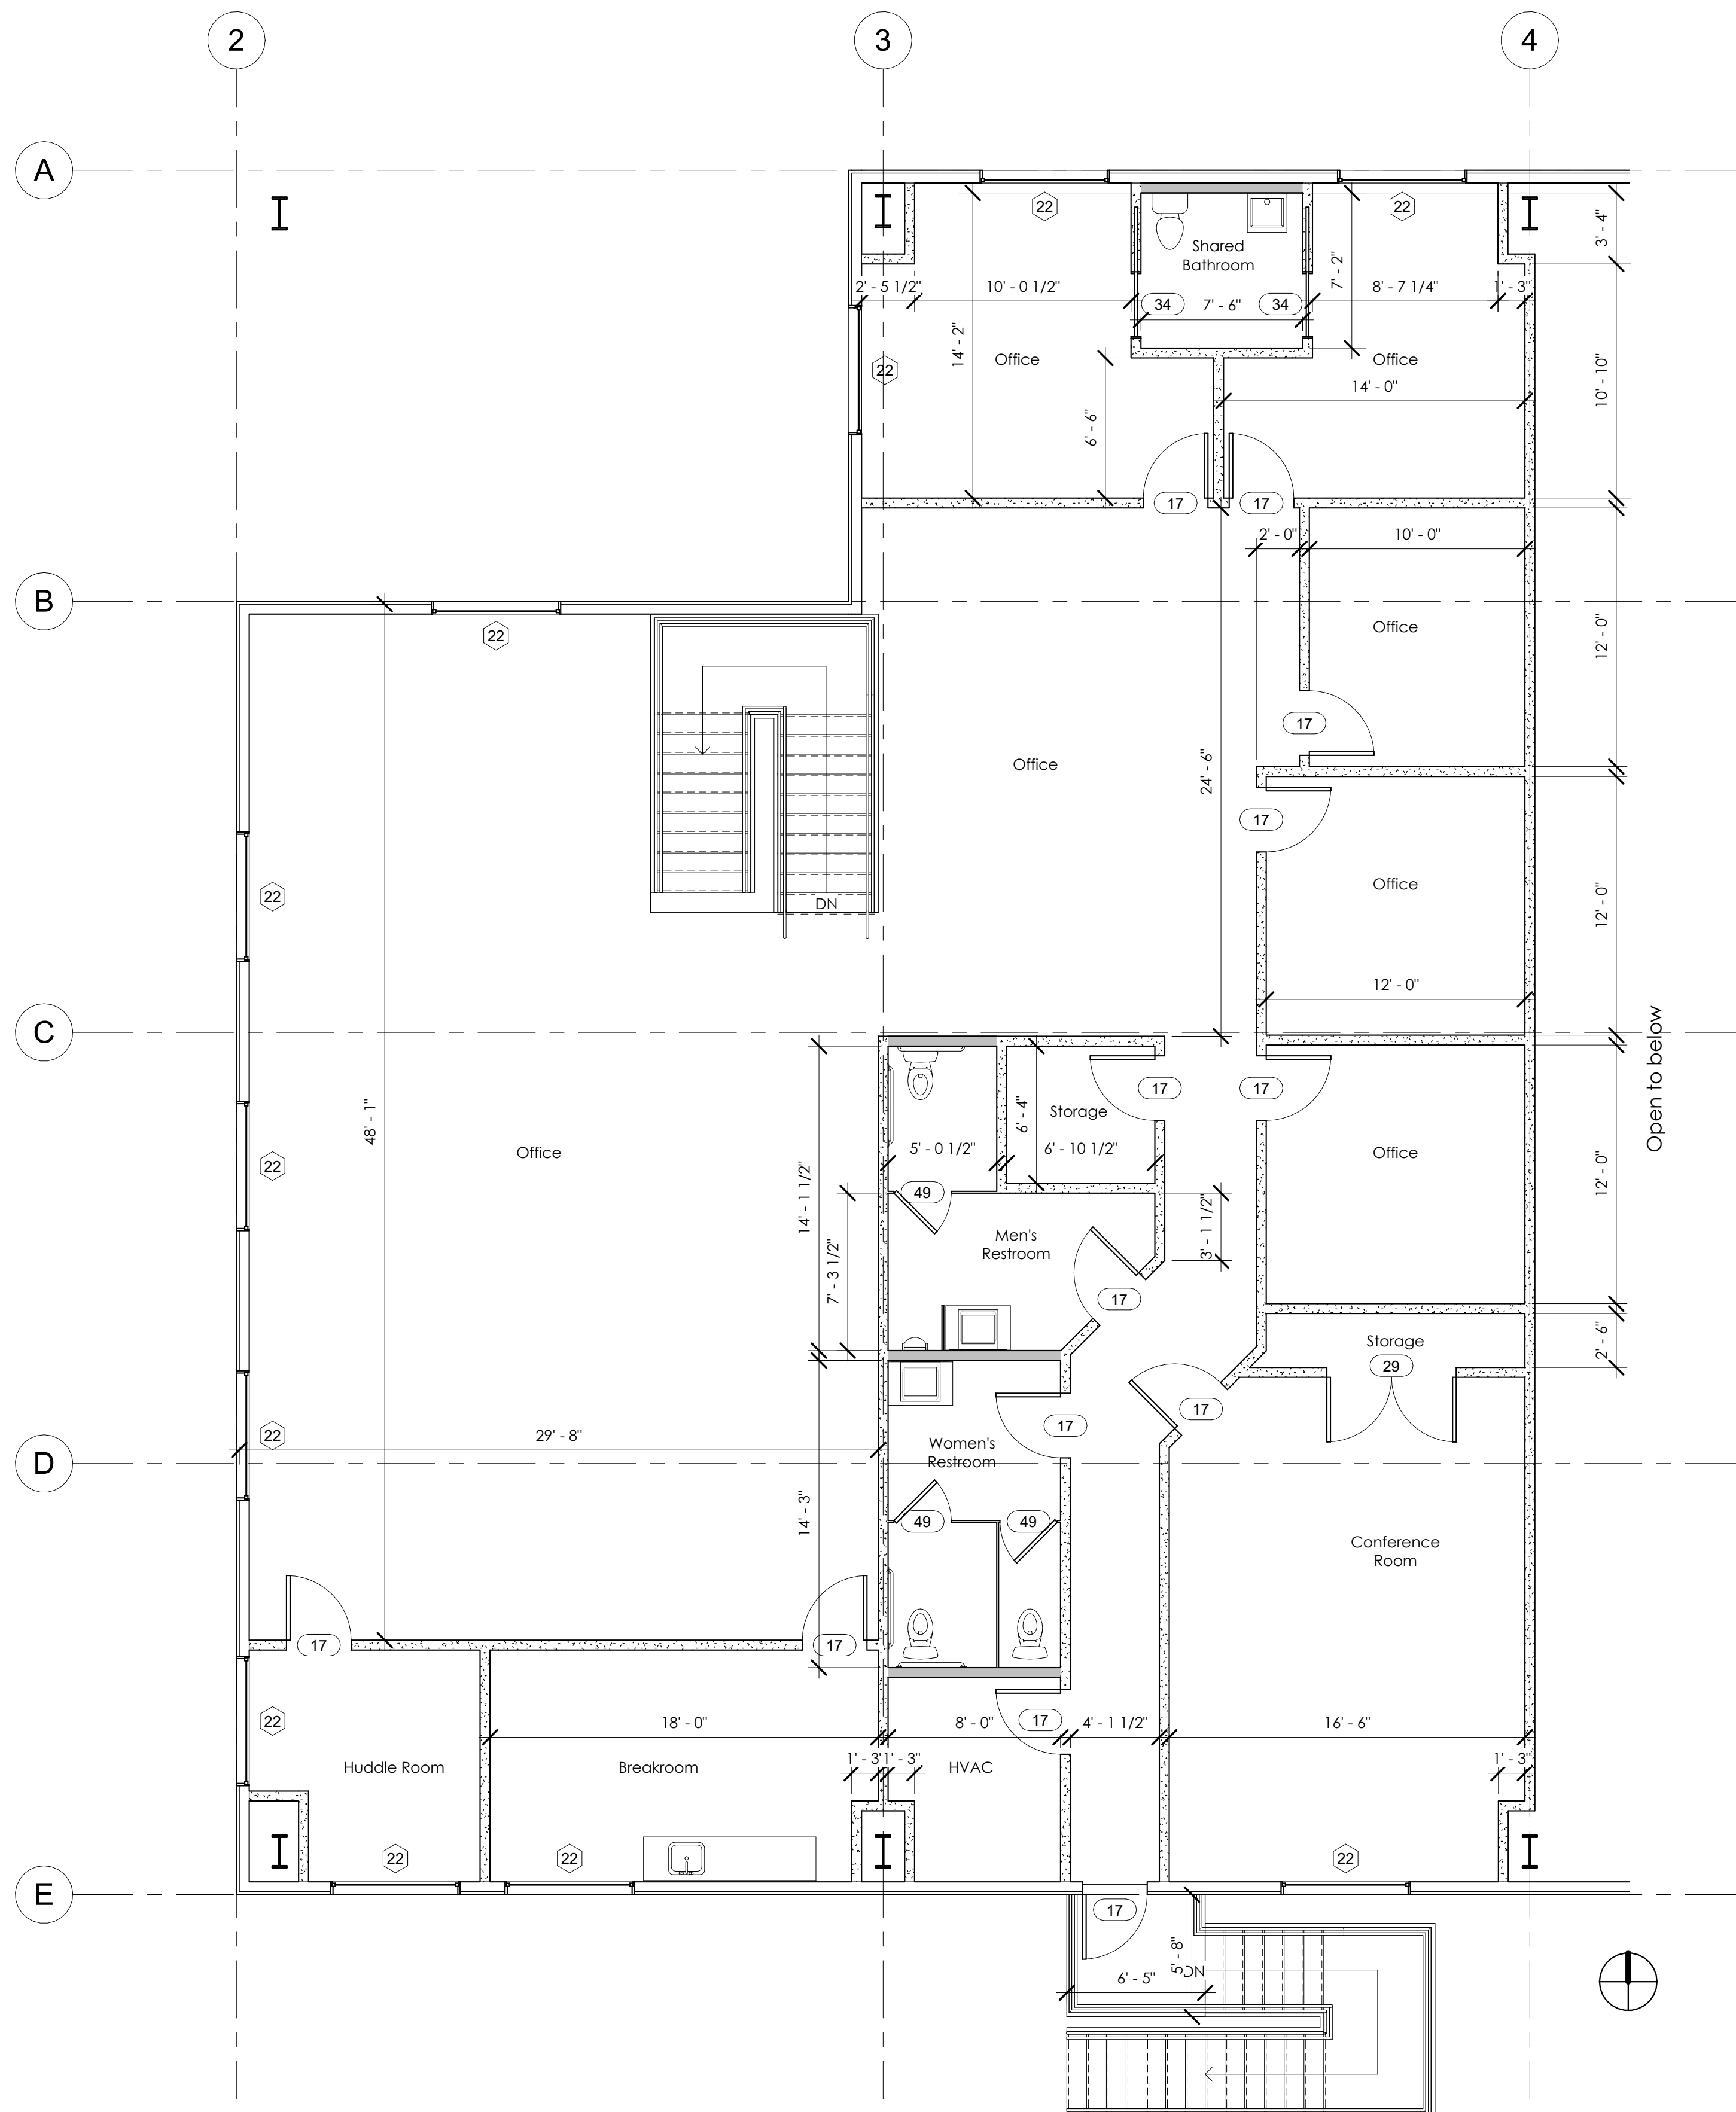 2
3
4
A
22
22
3' - 4"
Shared
Bathroom
2' - 5 1/2"
10' - 0 1/2"
34
7' - 6"
34
7' - 2"
8' - 7 1/4"
1' - 3"
14' - 2"
Office
22
Office
10' - 10"
14' - 0"
6' - 6"
17
17
2' - 0"
10' - 0"
B
22
Office
12' - 0"
17
Office
24' - 6"
17
22
DN
Office
12' - 0"
12' - 0"
C
Open to below
17
17
Storage
6' - 4"
48' - 1"
Office
5' - 0 1/2"
6' - 10 1/2"
Office
22
49
14' - 1 1/2"
12' - 0"
3' - 1 1/2"
Men's
Restroom
7' - 3 1/2"
17
Storage
2' - 6"
29
17
22
29' - 8"
17
Women's
Restroom
D
14' - 3"
49
49
Conference
Room
17
17
22
18' - 0"
8' - 0"
17
4' - 1 1/2"
16' - 6"
1' - 3"
1' - 3"
1' - 3"
Huddle Room
Breakroom
HVAC
22
22
22
E
17
5' - 8"
DN
6' - 5"